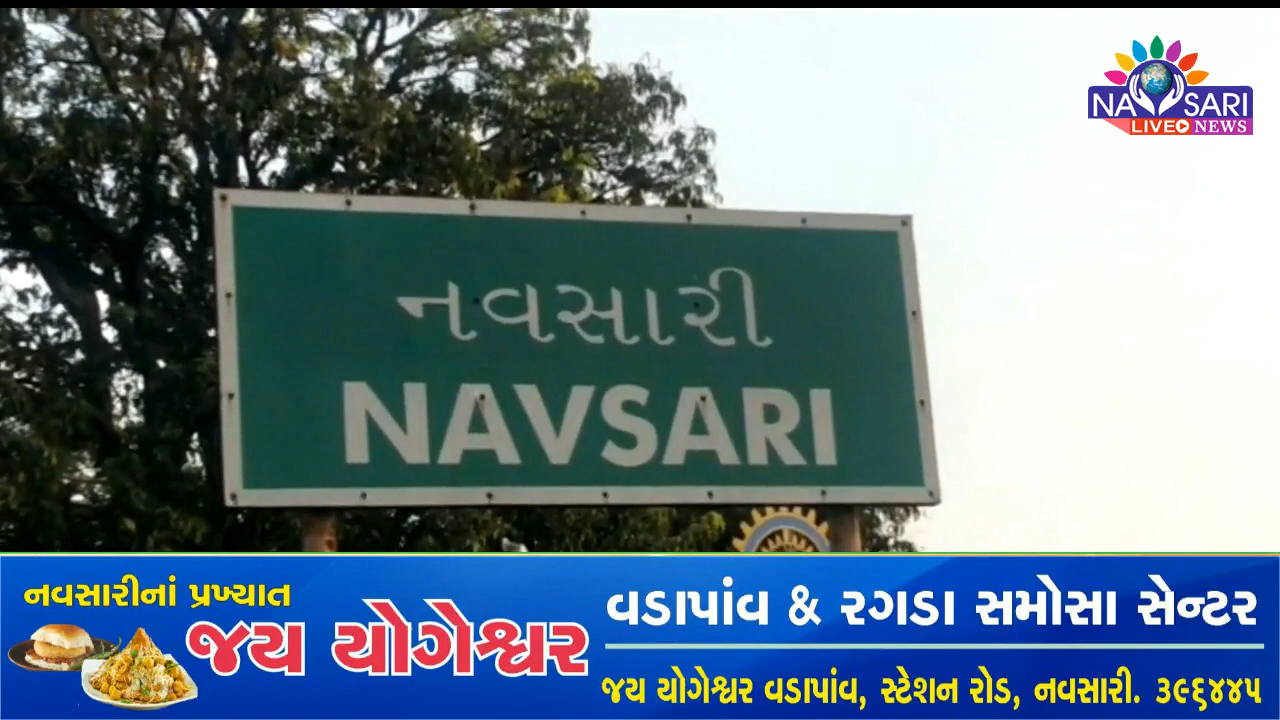 NAVSARI
LIVE NEWS
નવસારી
NAVSARI
નવસારીનાં પ્રખ્યાત
જય યોગેશ્વર
વડાપાંવ & રગડા સમોસા સેન્ટર
જય યોગેશ્વર વડાપાંવ, સ્ટેશન રોડ, નવસારી. ૩૯૬૪૪૫